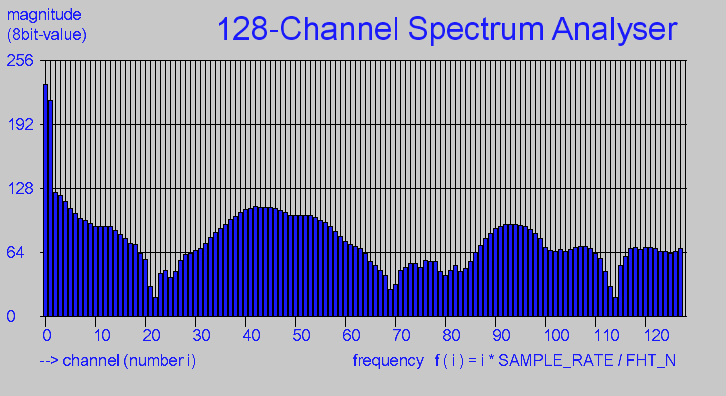 magnitude
(8bit-value)
128-Channel Spectrum Analyser
256
192
128
64
0
0 10 20 30 40 50 60 70 80 90 100 110 120
--> channel (number i)
frequency f ( i ) = i * SAMPLE_RATE / FHT_N